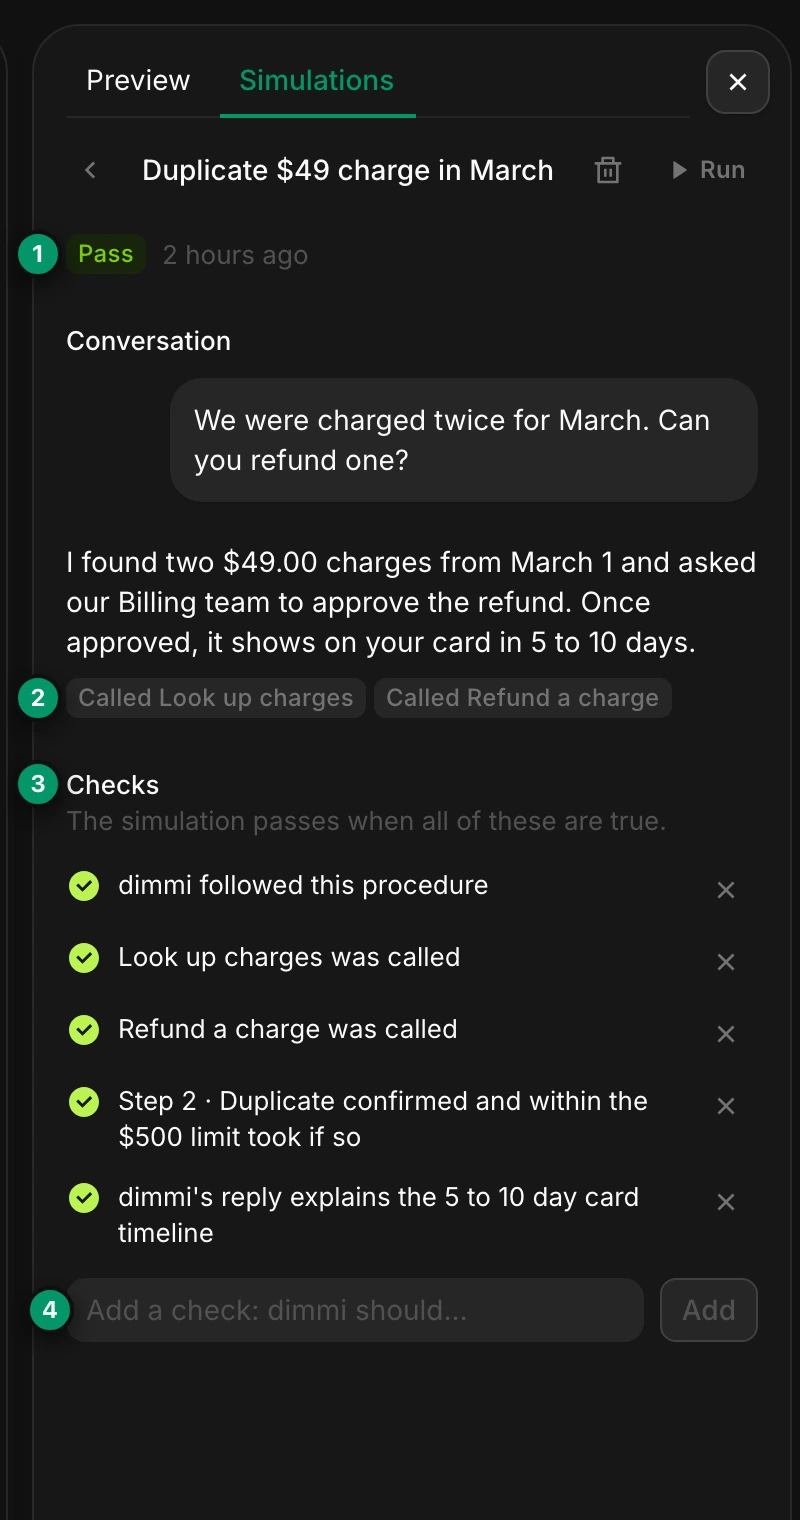 Preview Simulations
Duplicate $49 charge in March Run
1 Pass 2 hours ago
Conversation
We were charged twice for March. Can
you refund one?
I found two $49.00 charges from March 1 and asked
our Billing team to approve the refund. Once
approved, it shows on your card in 5 to 10 days.
2 Called Look up charges Called Refund a charge
3 Checks
The simulation passes when all of these are true.
dimmi followed this procedure
Look up charges was called
Refund a charge was called
Step 2 · Duplicate confirmed and within the
$500 limit took if so
dimmi's reply explains the 5 to 10 day card
timeline
4 Add a check: dimmi should... Add